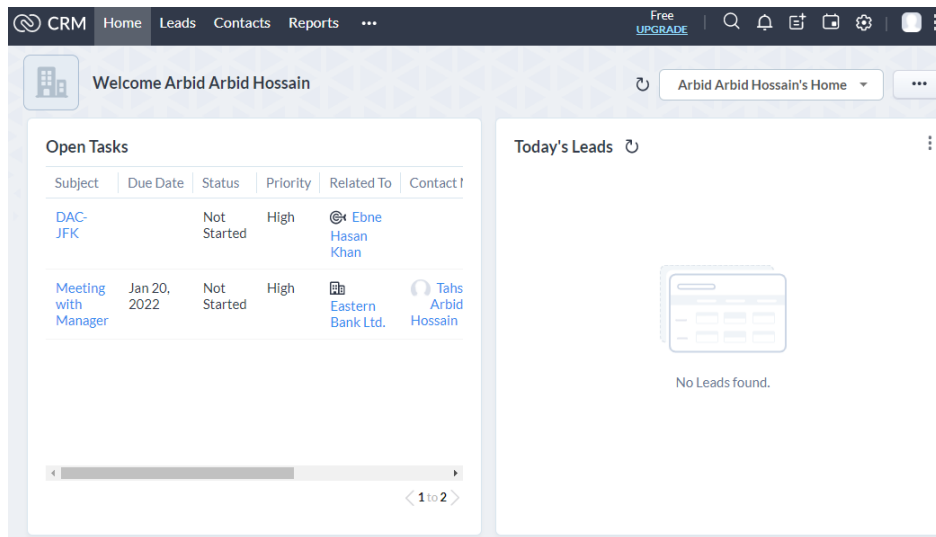 CRM Home Leads Contacts Reports ••• Free
UPGRADE
Welcome Arbid Arbid Hossain
Arbid Arbid Hossain's Home •••
Open Tasks
Subject Due Date Status Priority Related To Contact
DAC-
JFK
Not
Started
High
Ebne
Hasan
Khan
Meeting
with
Manager
Jan 20,
2022
Not
Started
High
Eastern
Bank Ltd.
Tahs
Arbid
Hossain
1 to 2
Today's Leads
No Leads found.